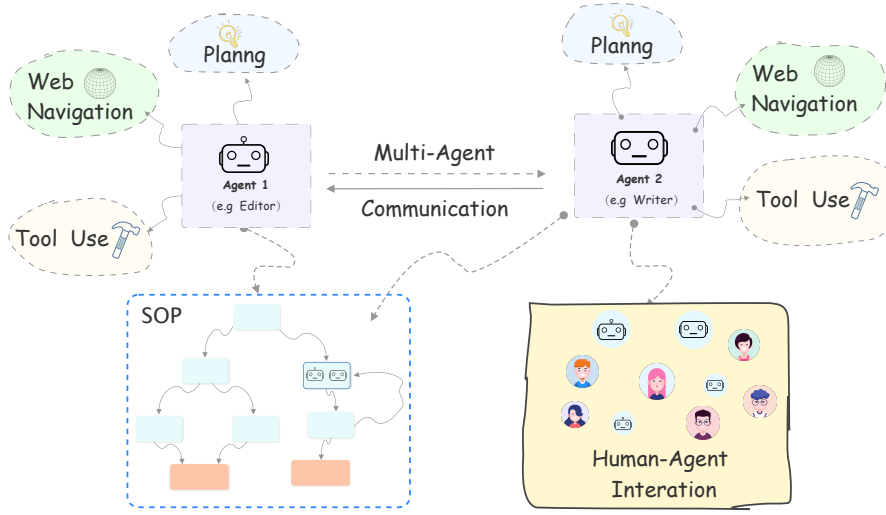 Planng
Web
Navigation
Agent 1
(e.g Editor)
Tool Use
Multi-Agent
Communication
Planng
Web
Navigation
Agent 2
(e.g Writer)
Tool Use
SOP
Human-Agent
Interation